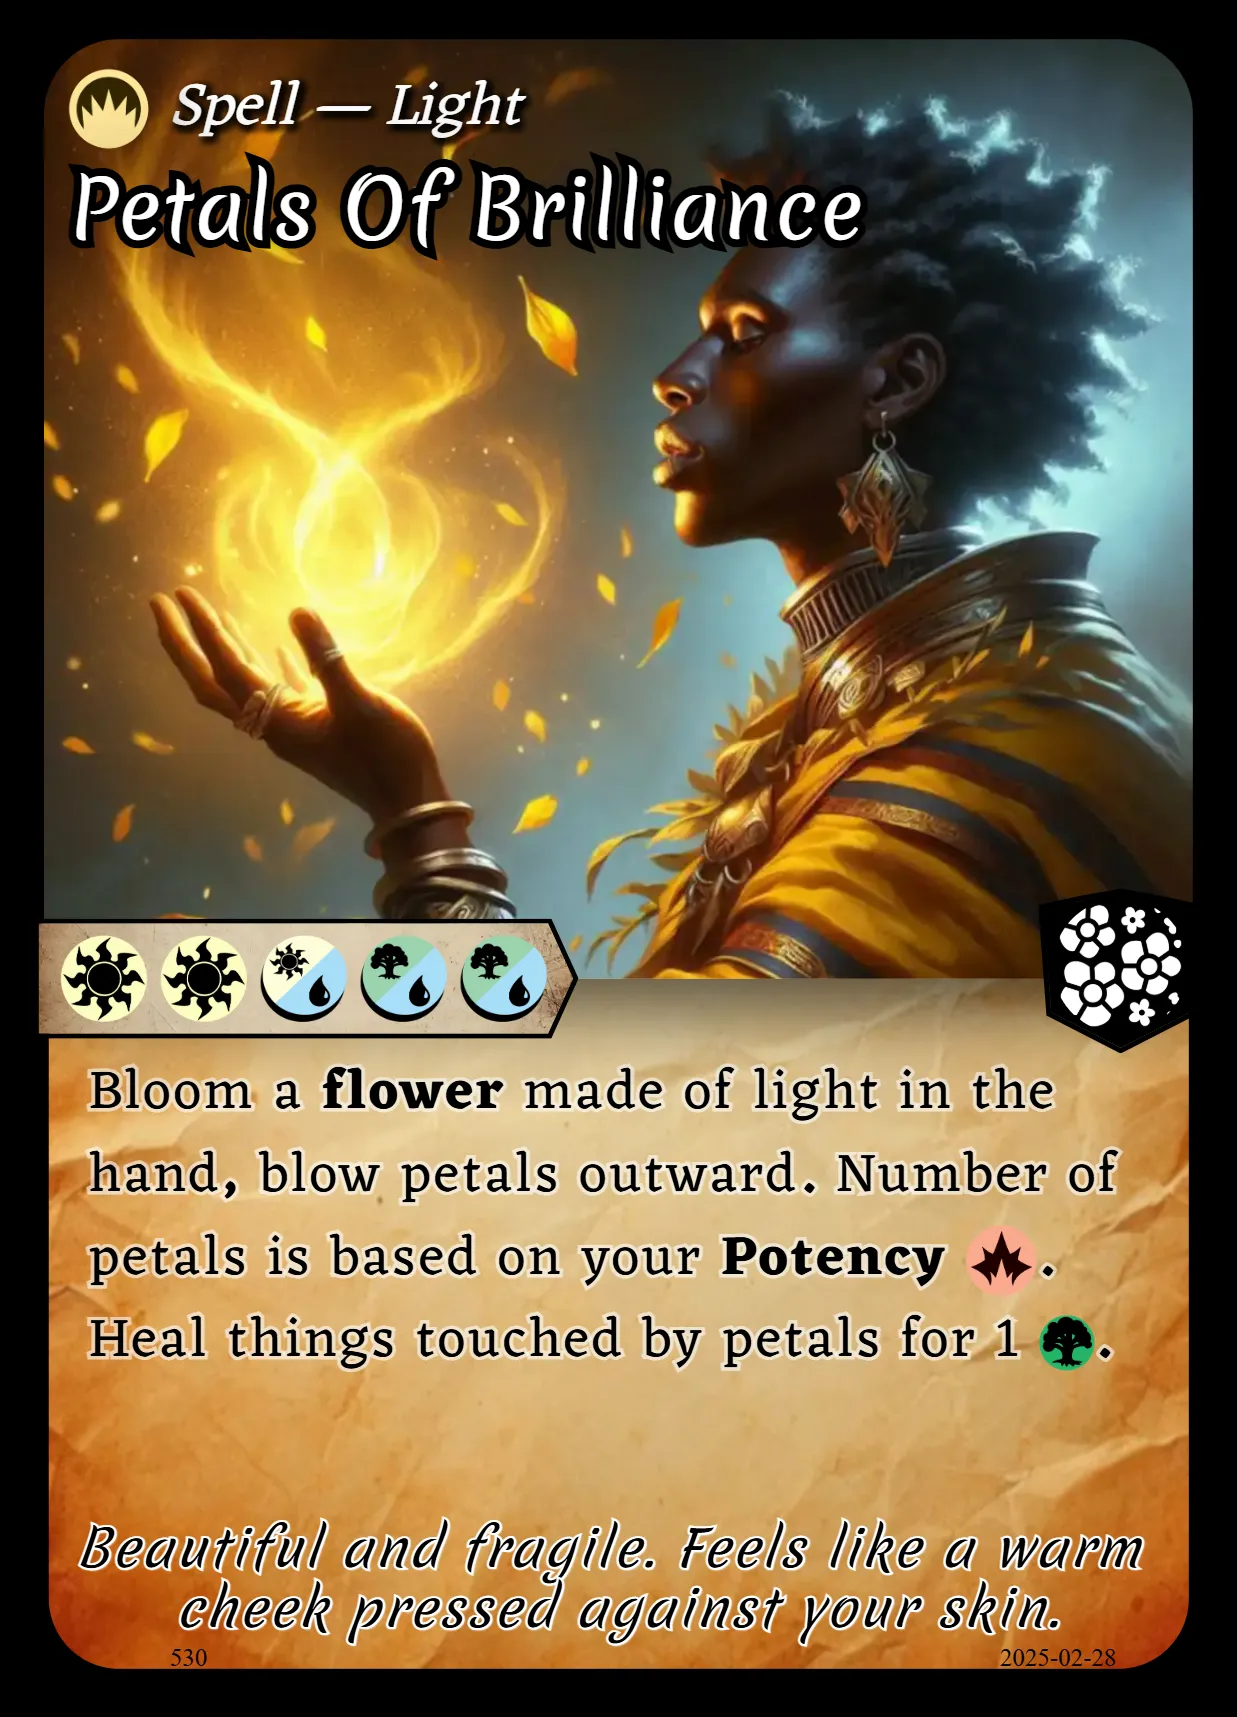 Spell — Light
Petals Of Brilliance
Bloom a flower made of light in the
hand, blow petals outward. Number of
petals is based on your Potency .
Heal things touched by petals for 1 .
Beautiful and fragile. Feels like a warm
cheek pressed against your skin.
530
2025-02-28